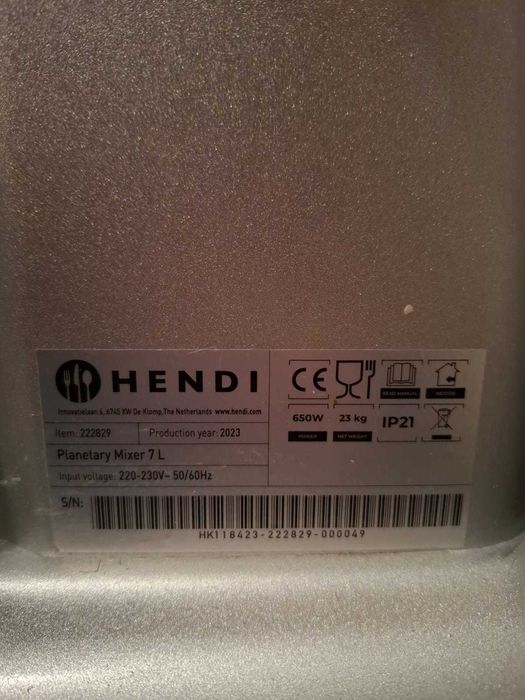 HENDI
Innovatielaan 6, 6745 XW De Klomp, The Netherlands www.hendi.com
Item: 222829
Production year: 2023
Planetary Mixer 7 L
Input voltage: 220-230V~ 50/60Hz
CE
READ MANUAL
INDOOR
650W
POWER
23 kg
NET WEIGHT
IP21
S/N:
HK118423-222829-000049